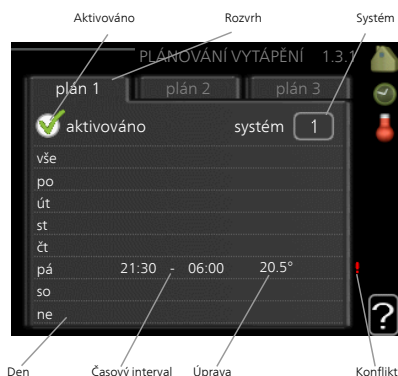 Aktivováno Rozvrh Systém
PLÁNOVÁNÍ VYTÁPĚNÍ 1.3.1
plán 1 plán 2 plán 3
aktivováno systém 1
vše
po
út
st
čt
pá 21:30 - 06:00 20.5° !
so
ne ?
Den Časový interval Úprava Konflikt